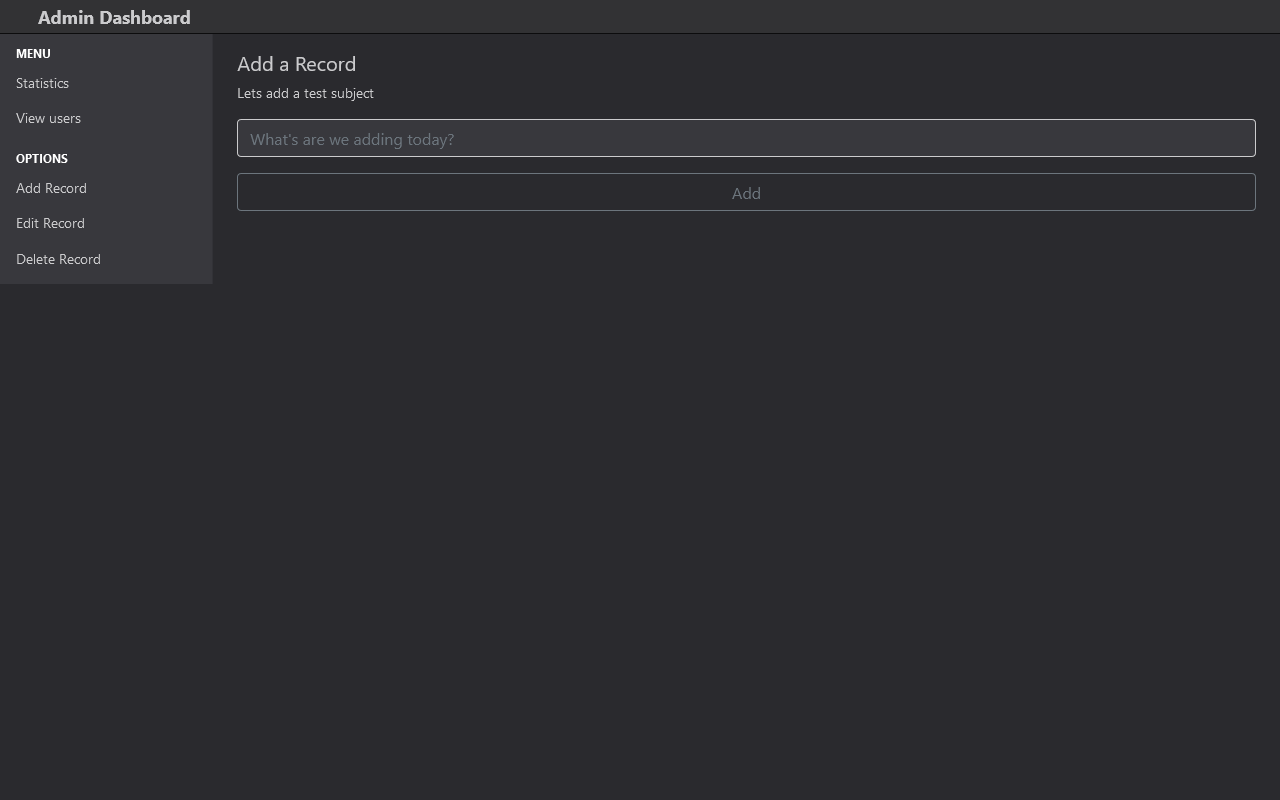 Admin Dashboard
MENU
Statistics
View users
OPTIONS
Add Record
Edit Record
Delete Record
Add a Record
Lets add a test subject
What's are we adding today?
Add